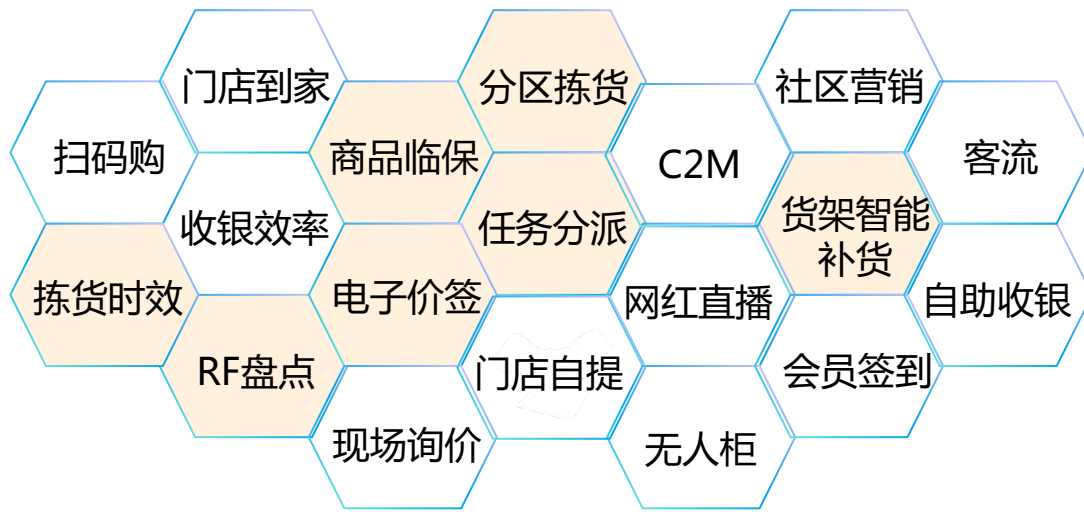 门店到家
分区拣货
社区营销
扫码购
商品临保
C2M
客流
收银效率
任务分派
货架智能
补货
拣货时效
电子价签
网红直播
自助收银
RF盘点
门店自提
会员签到
现场询价
无人柜